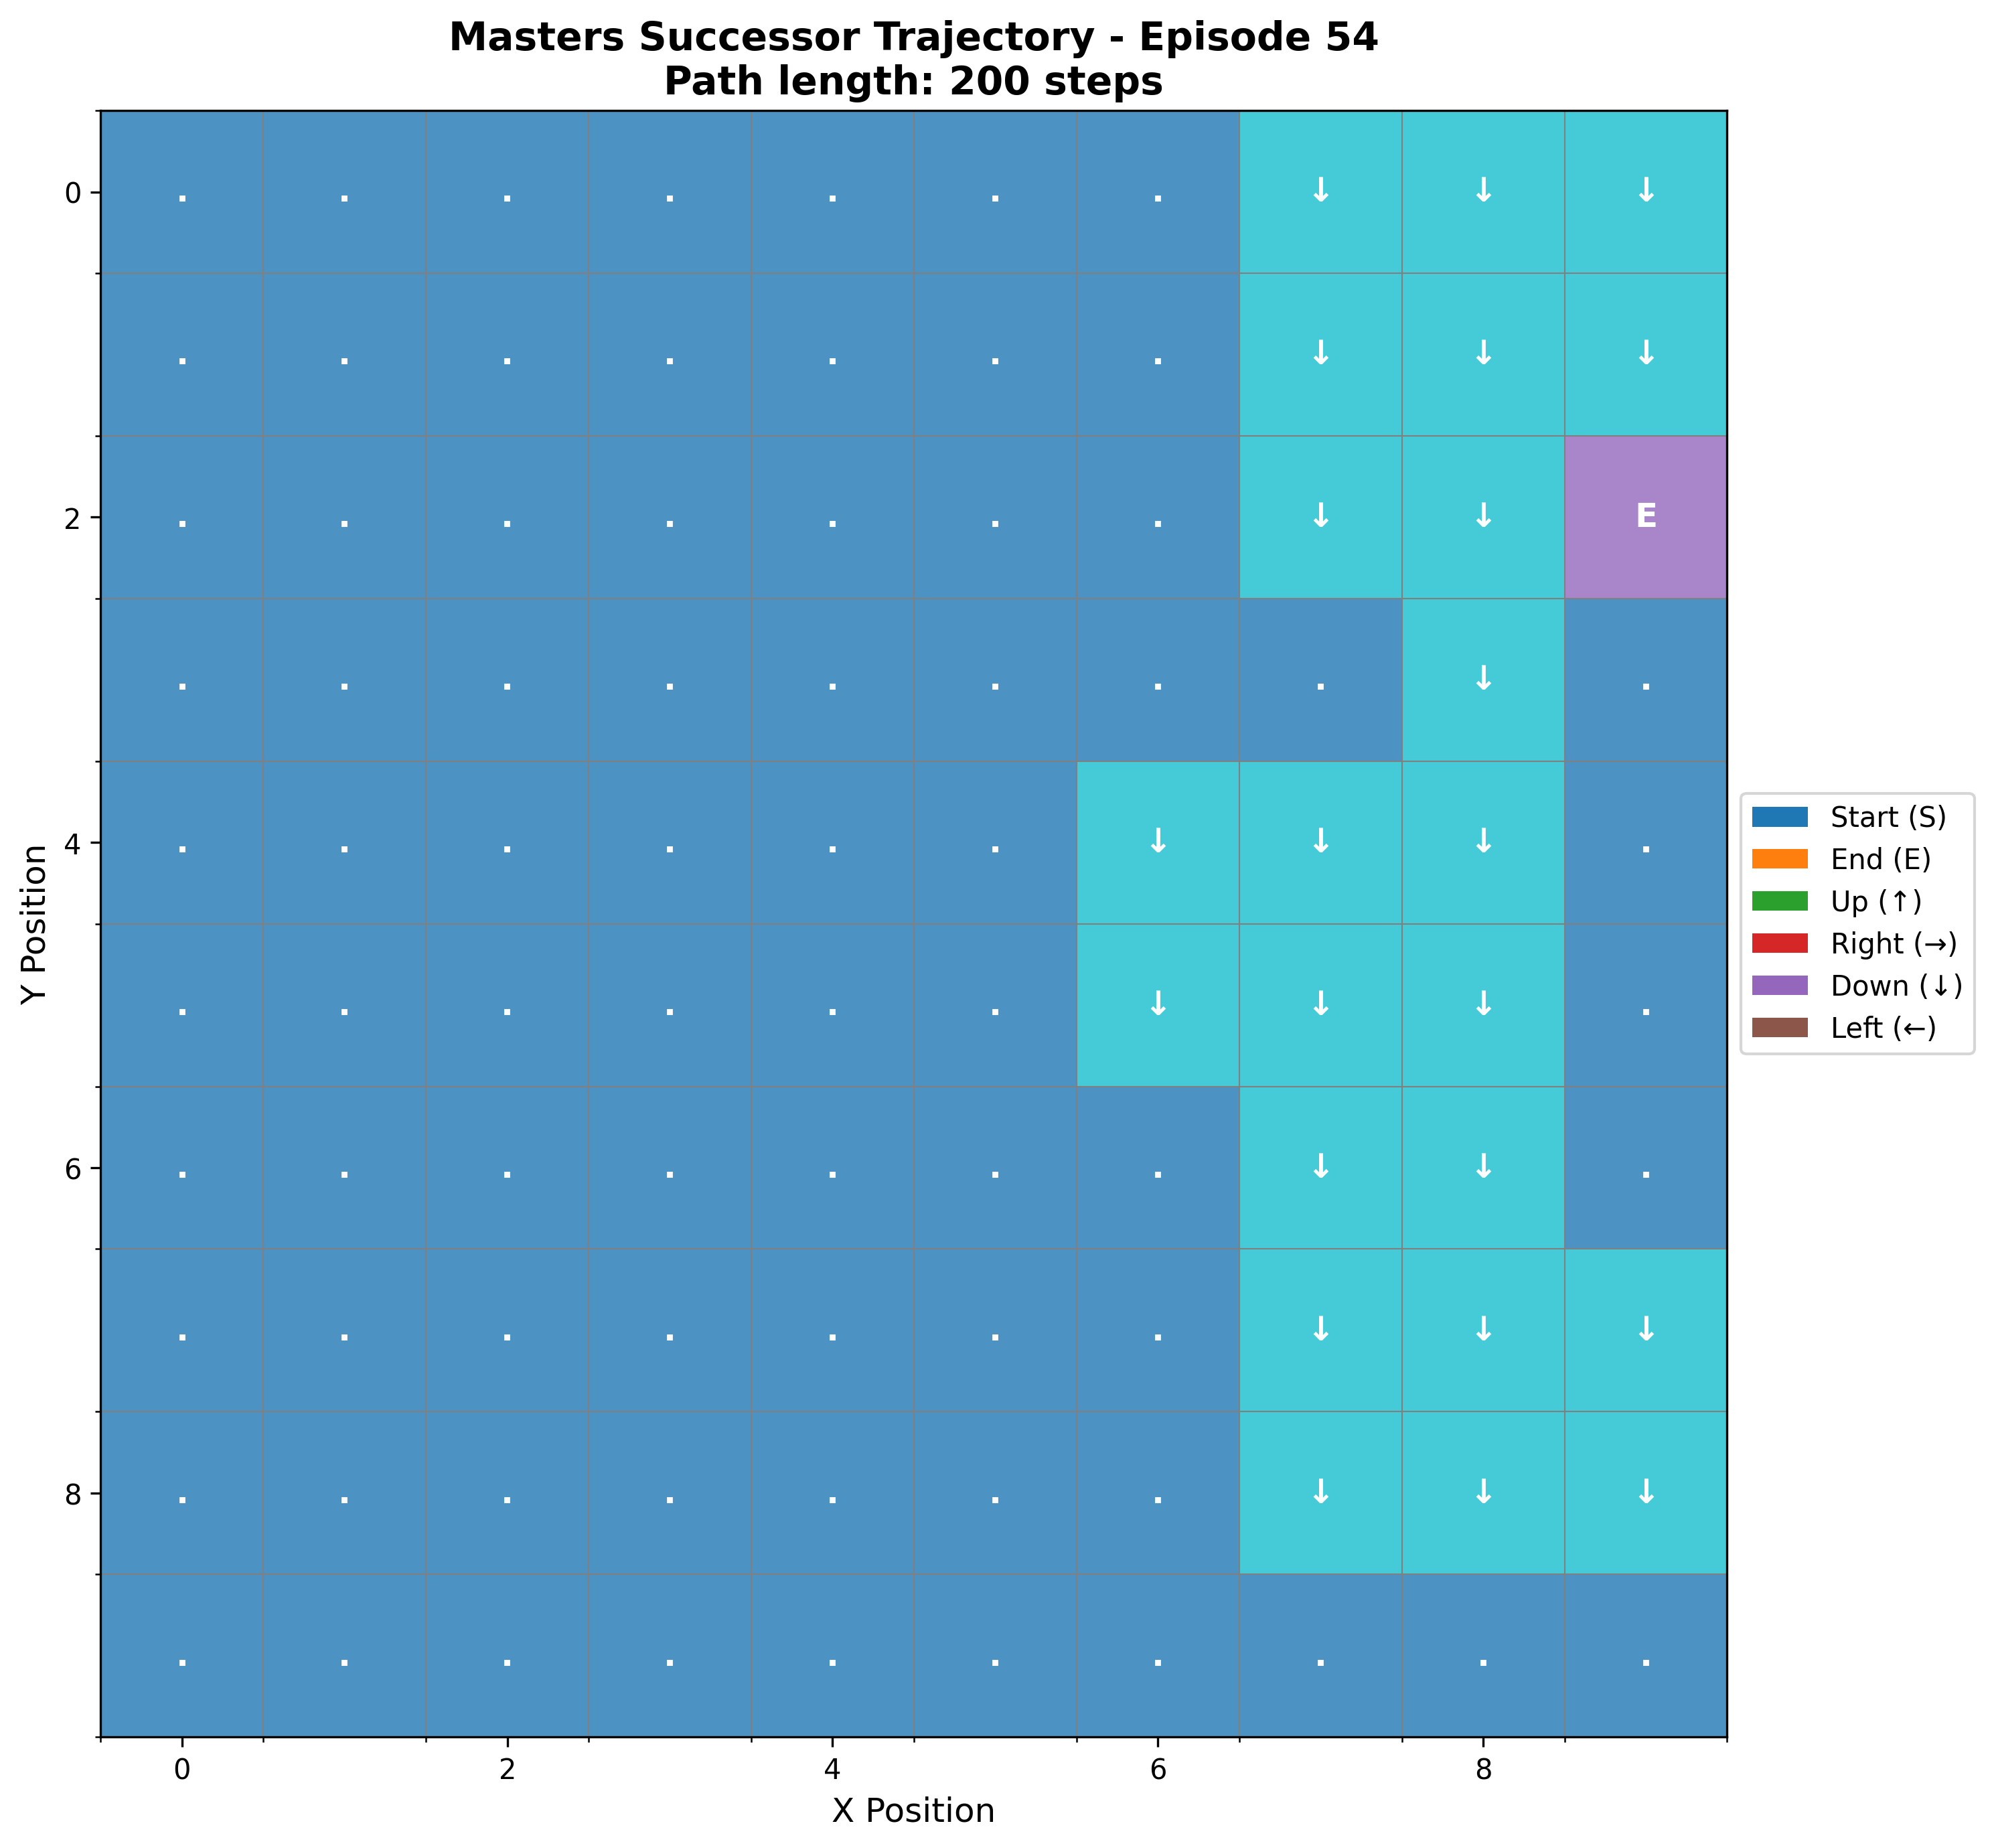 Masters Successor Trajectory - Episode 54
Path length: 200 steps
0 . . . . . . . ↓ ↓ ↓
. . . . . . . ↓ ↓ ↓
2 . . . . . . . ↓ ↓ E
. . . . . . . . ↓ .
4 . . . . . . ↓ ↓ ↓ .
. . . . . . ↓ ↓ ↓ .
6 . . . . . . . ↓ ↓ .
. . . . . . . ↓ ↓ ↓
8 . . . . . . . ↓ ↓ ↓
. . . . . . . . . .
0 2 4 6 8
X Position
Y Position
Start (S)
End (E)
Up (↑)
Right (→)
Down (↓)
Left (←)